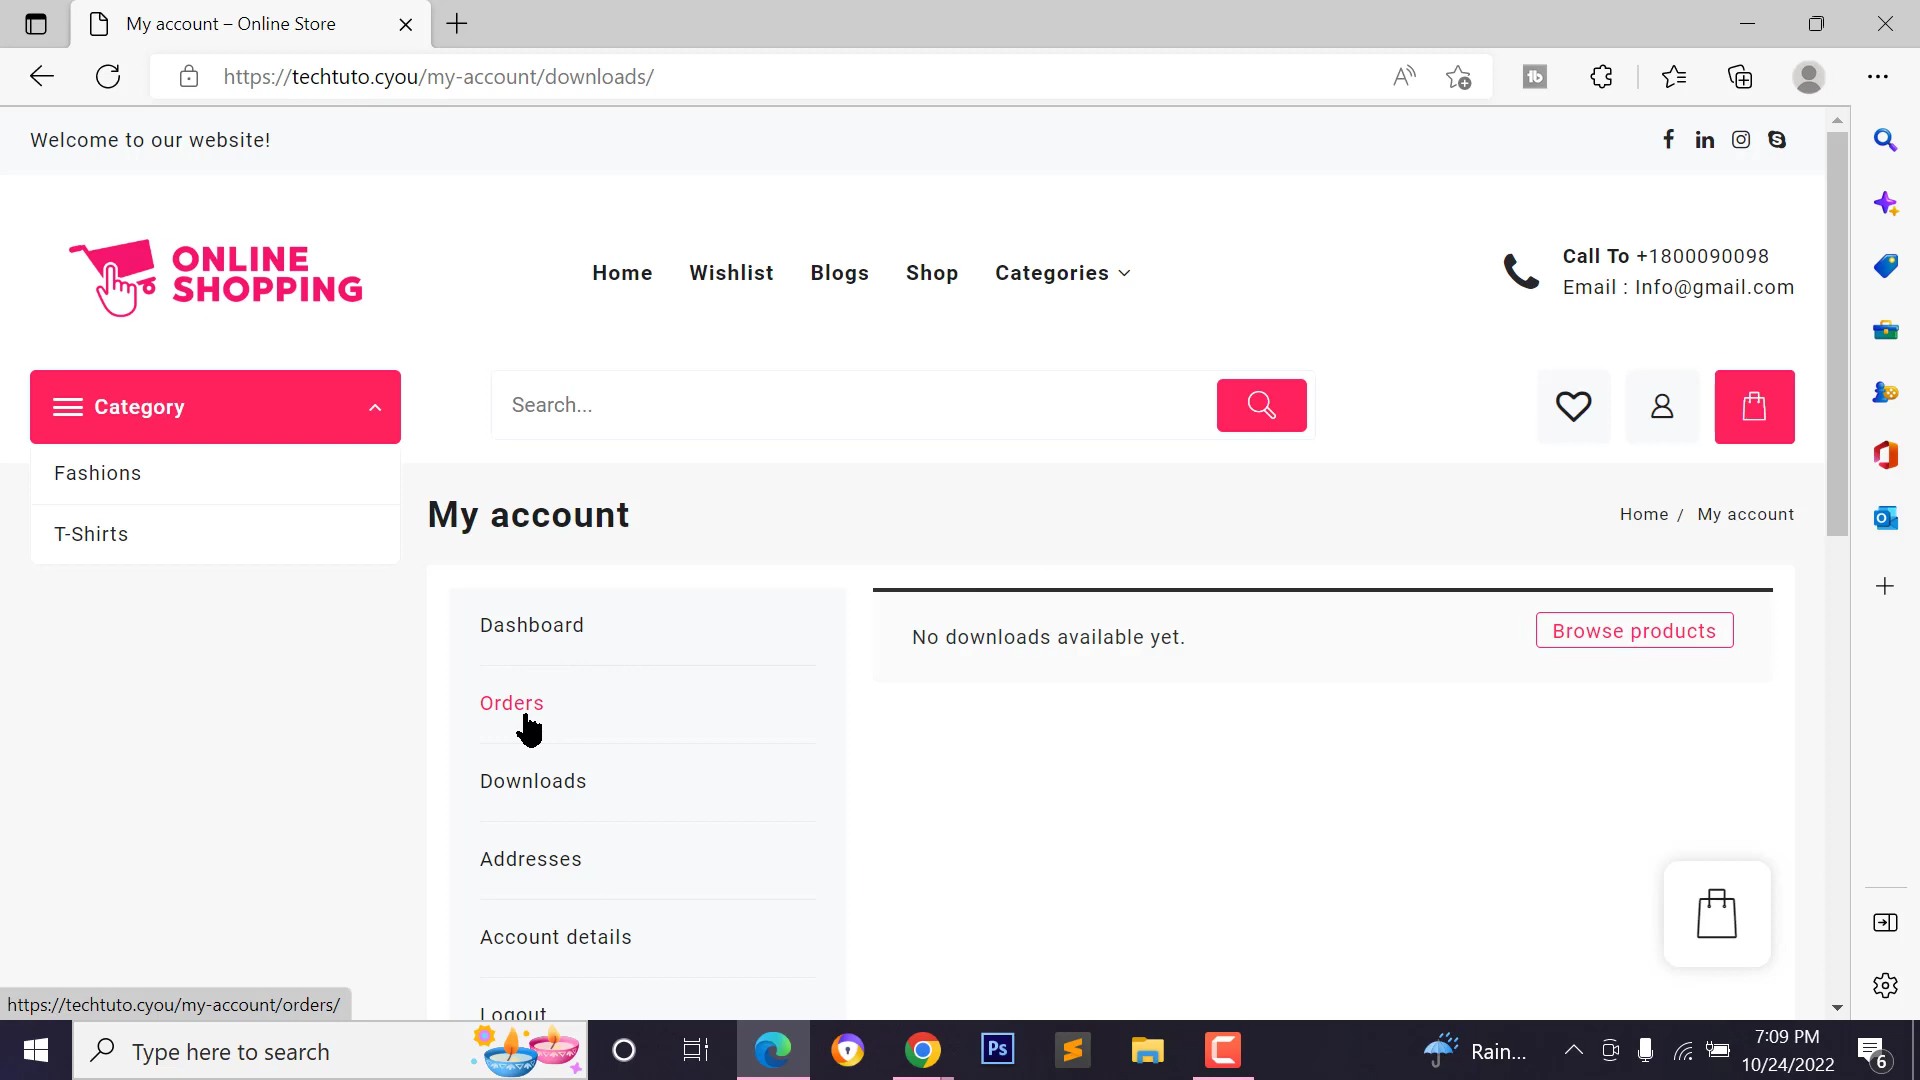 My account – Online Store
https://techtuto.cyou/my-account/downloads/
Welcome to our website!
ONLINE
SHOPPING
Home Wishlist Blogs Shop Categories
Call To +1800090098
Email : Info@gmail.com
Category
Search...
Fashions
T-Shirts
My account
Home / My account
Dashboard
Orders
Downloads
Addresses
Account details
Logout
No downloads available yet.
Browse products
https://techtuto.cyou/my-account/orders/
Type here to search
Ps
Rain...
7:09 PM
10/24/2022
6